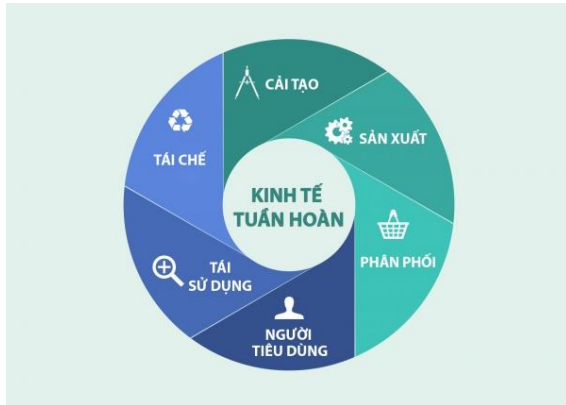 CẢI TẠO
SẢN XUẤT
PHÂN PHỐI
NGƯỜI
TIÊU DÙNG
TÁI
SỬ DỤNG
TÁI CHẾ
KINH TẾ
TUẦN HOÀN